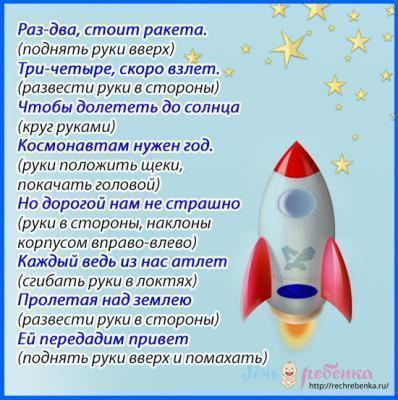 Раз-два, стоит ракета.
(поднять руки вверх)
Три-четыре, скоро взлет.
(развести руки в стороны)
Чтобы долететь до солнца
(круг руками)
Космонавтам нужен год.
(руки положить щеки,
покачать головой)
Но дорогой нам не страшно
(руки в стороны, наклоны
корпусом вправо-влево)
Каждый ведь из нас атлет
(сгибать руки в локтях)
Пролетая над землею
(развести руки в стороны)
Ей передадим привет
(поднять руки вверх и помахать)
Речь ребенка
http://rechrebenka.ru/